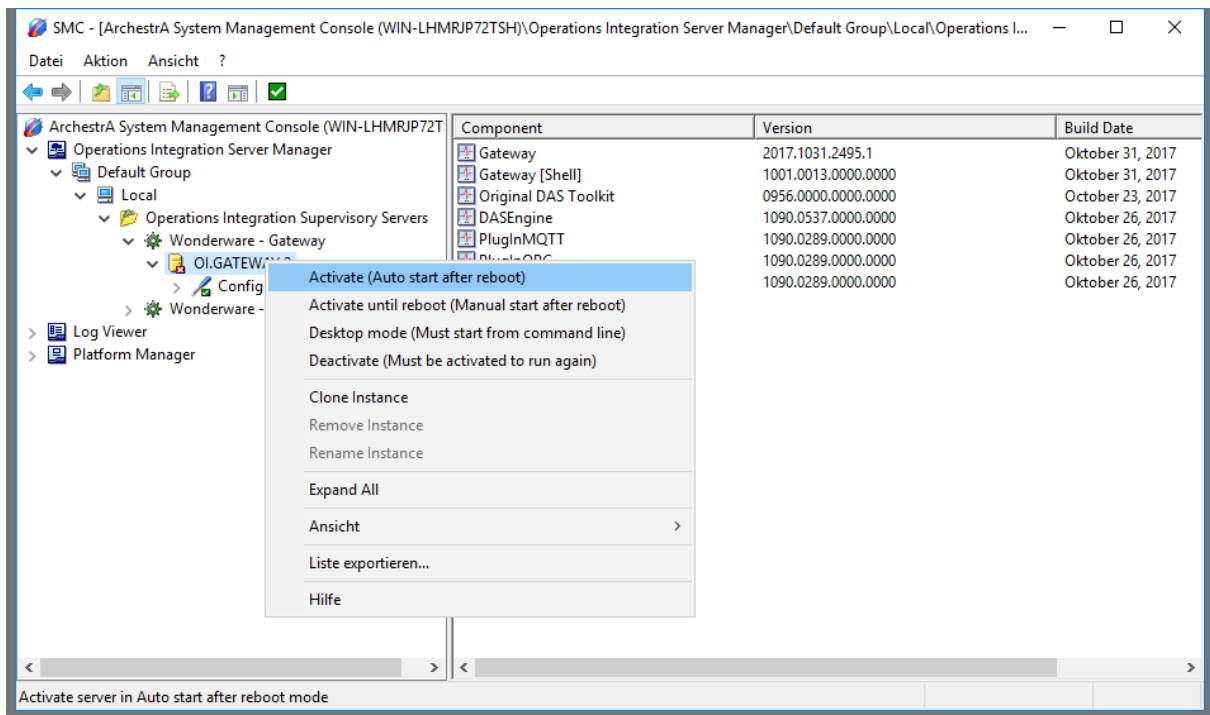 SMC - [ArchestrA System Management Console (WIN-LHMRJP72TSH)\Operations Integration Server Manager\Default Group\Local\Operations I...
Datei Aktion Ansicht ?
ArchestrA System Management Console (WIN-LHMRJP72T
Operations Integration Server Manager
Default Group
Local
Operations Integration Supervisory Servers
Wonderware - Gateway
OI.GATEWAY
Config
Wonderware -
Log Viewer
Platform Manager
Component Version Build Date
Gateway 2017.1031.2495.1 Oktober 31, 2017
Gateway [Shell] 1001.0013.0000.0000 Oktober 31, 2017
Original DAS Toolkit 0956.0000.0000.0000 October 23, 2017
DASEngine 1090.0537.0000.0000 Oktober 26, 2017
PlugInMQTT 1090.0289.0000.0000 Oktober 26, 2017
1090.0289.0000.0000 Oktober 26, 2017
1090.0289.0000.0000 Oktober 26, 2017
Activate (Auto start after reboot)
Activate until reboot (Manual start after reboot)
Desktop mode (Must start from command line)
Deactivate (Must be activated to run again)
Clone Instance
Remove Instance
Rename Instance
Expand All
Ansicht
Liste exportieren...
Hilfe
Activate server in Auto start after reboot mode